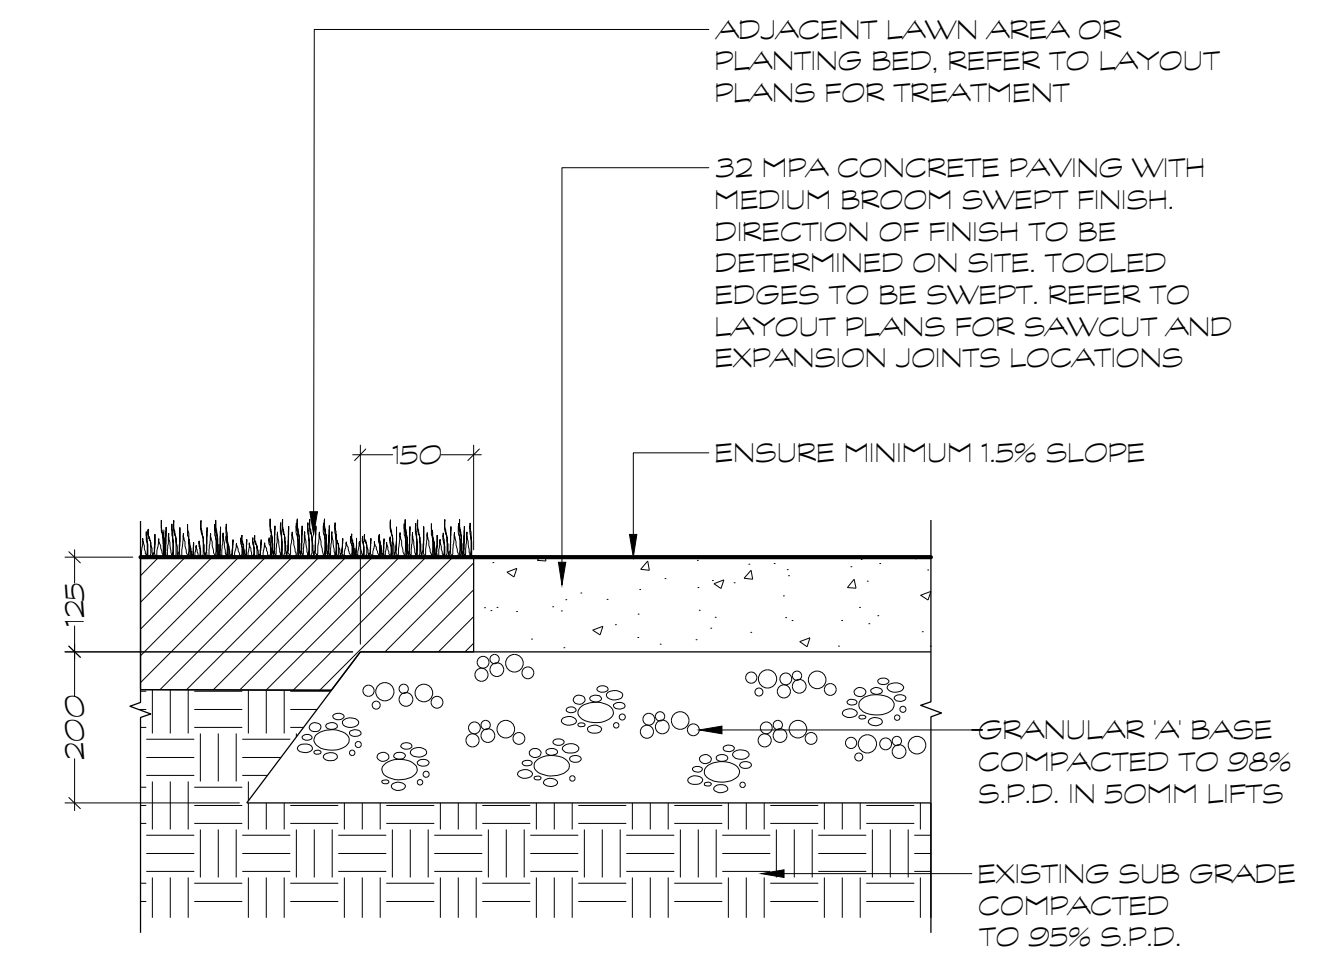 ADJACENT LAWN AREA OR
PLANTING BED, REFER TO LAYOUT
PLANS FOR TREATMENT
32 MPA CONCRETE PAVING WITH
MEDIUM BROOM SWEPT FINISH.
DIRECTION OF FINISH TO BE
DETERMINED ON SITE. TOOLED
EDGES TO BE SWEPT. REFER TO
LAYOUT PLANS FOR SAWCUT AND
EXPANSION JOINTS LOCATIONS
150
ENSURE MINIMUM 1.5% SLOPE
125
200
GRANULAR 'A' BASE
COMPACTED TO 98%
S.P.D. IN 50MM LIFTS
EXISTING SUB GRADE
COMPACTED
TO 95% S.P.D.